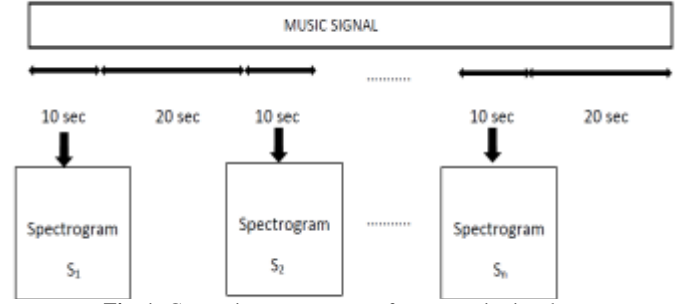 MUSIC SIGNAL
...........
10 sec 20 sec 10 sec 10 sec 20 sec
Spectrogram Spectrogram ........... Spectrogram
S1 S2 Sn